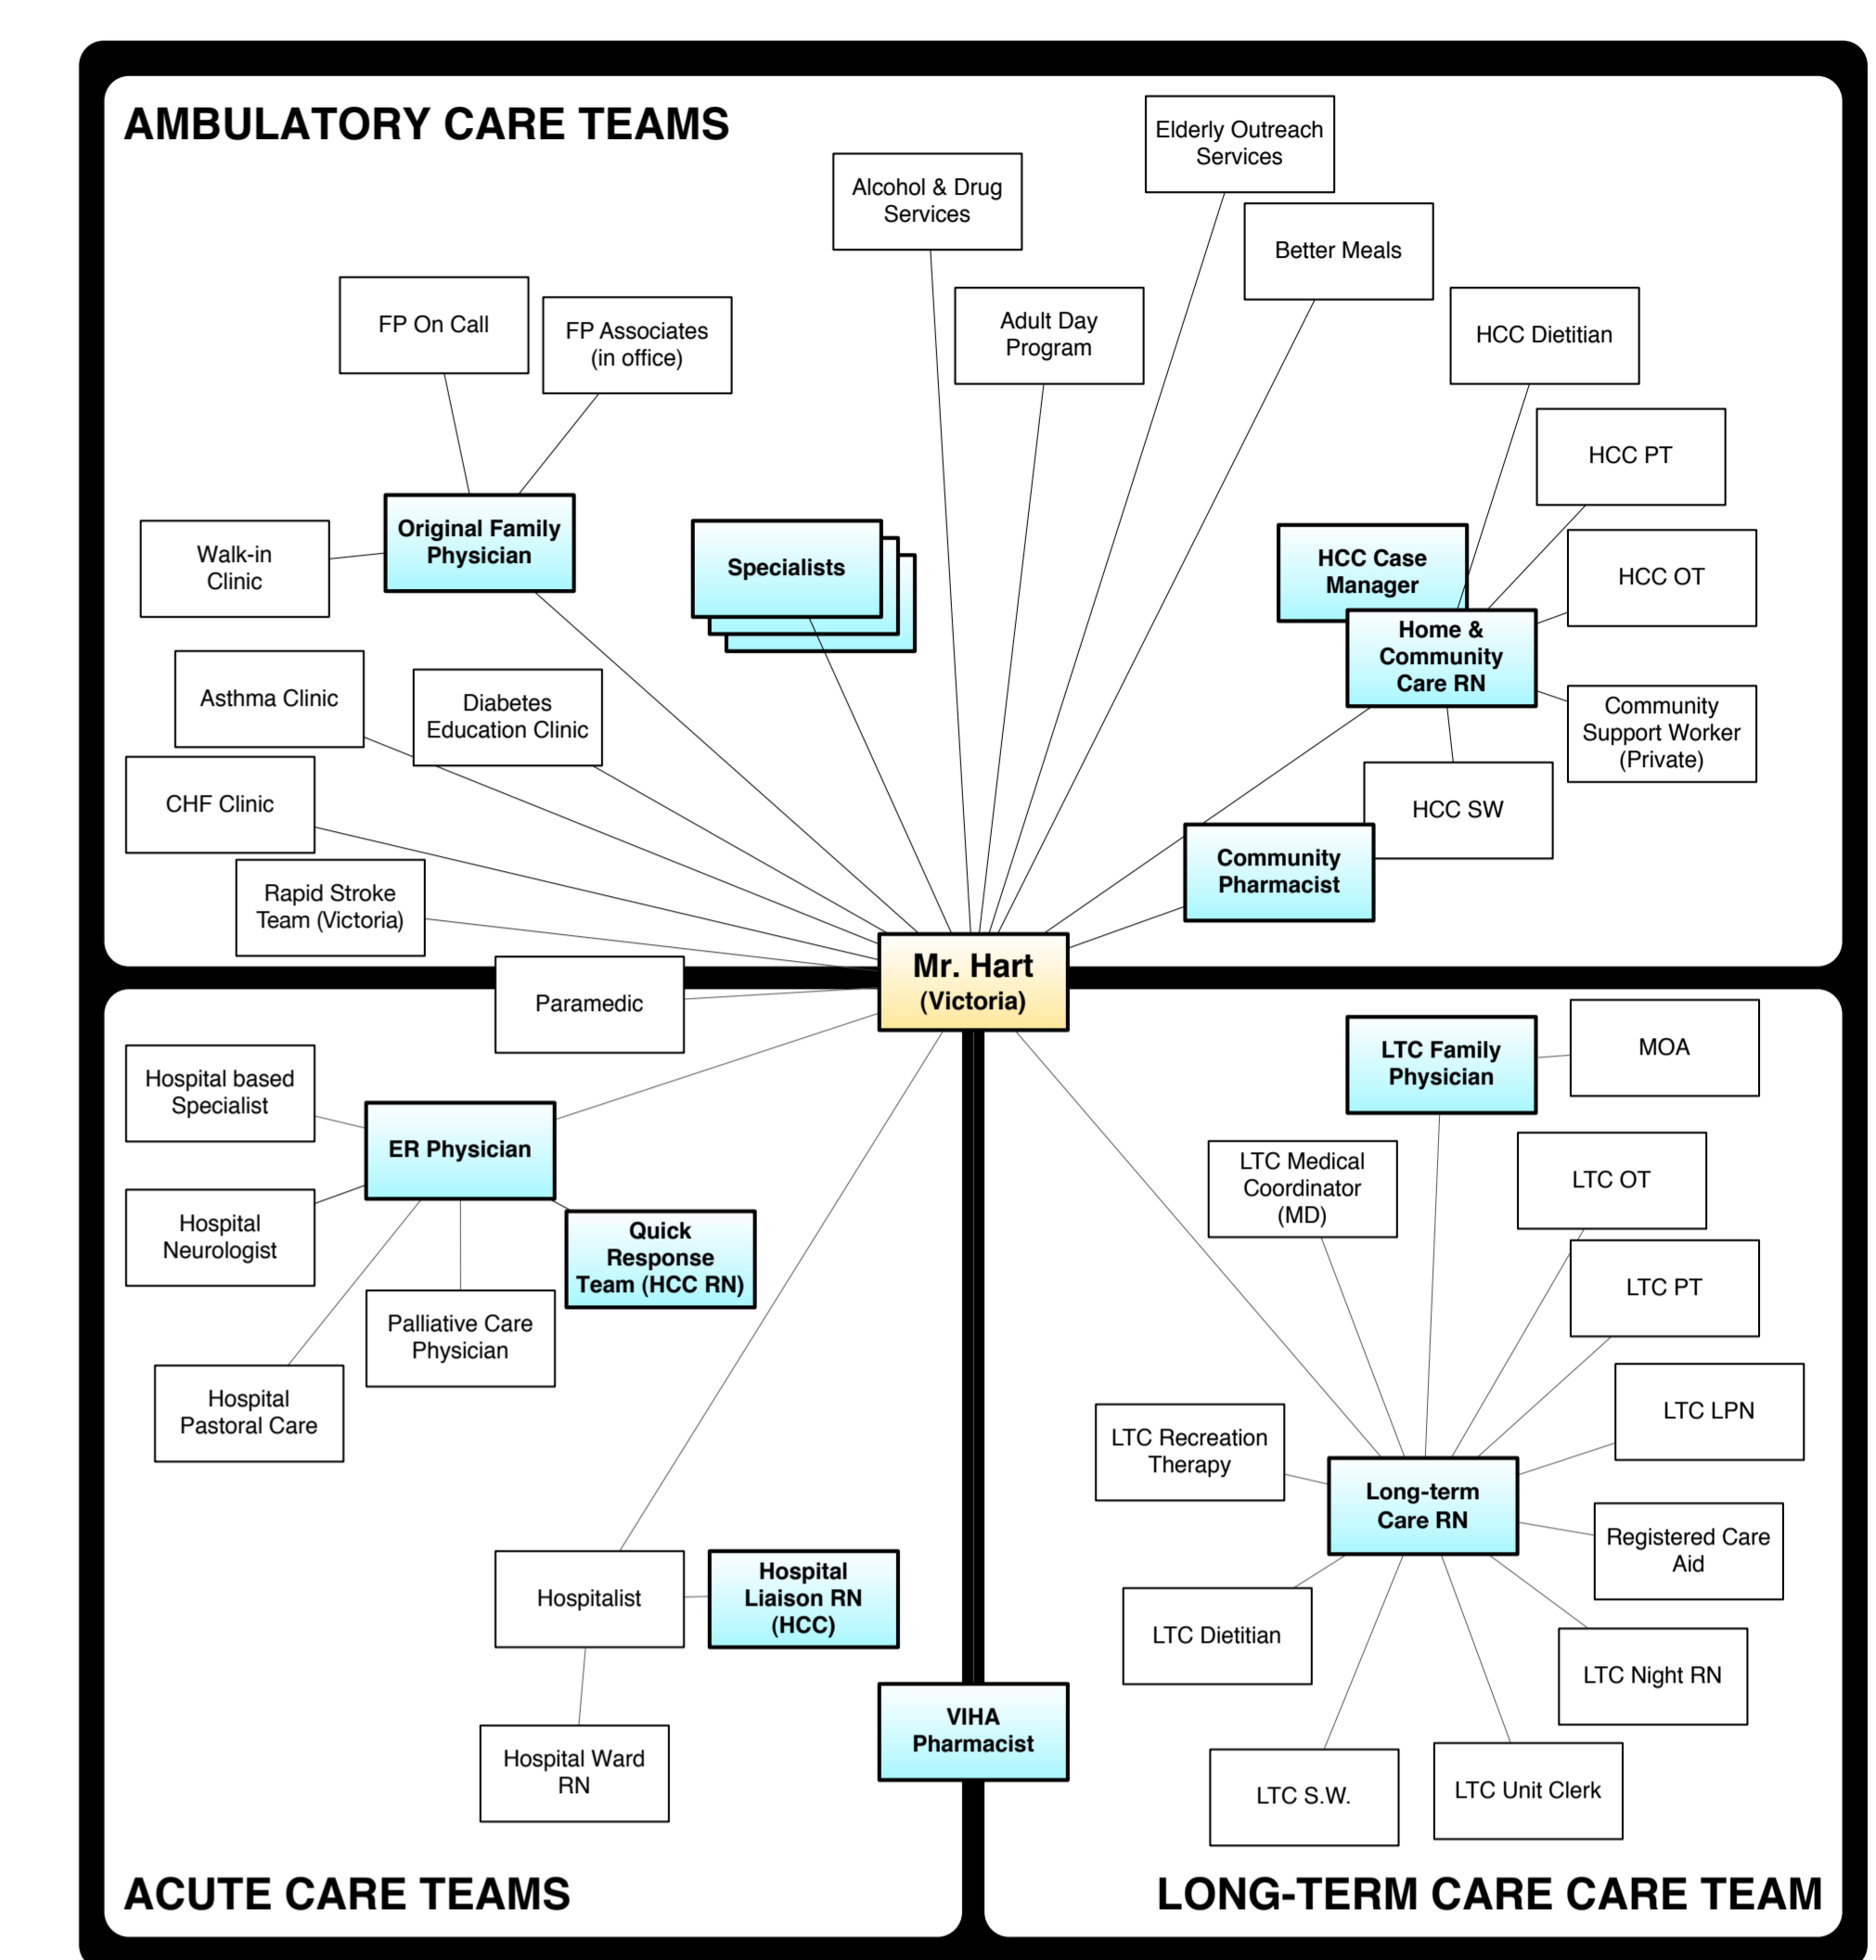 AMBULATORY CARE TEAMS
Elderly Outreach
Services
Alcohol & Drug
Services
Better Meals
FP On Call
FP Associates
(in office)
Adult Day
Program
HCC Dietitian
HCC PT
Original Family
Physician
Walk-in
Clinic
Specialists
HCC Case
Manager
HCC OT
Home &
Community
Care RN
Asthma Clinic
Diabetes
Education Clinic
Community
Support Worker
(Private)
CHF Clinic
HCC SW
Community
Pharmacist
Rapid Stroke
Team (Victoria)
Mr. Hart
(Victoria)
Paramedic
Hospital based
Specialist
ER Physician
Hospital
Neurologist
Quick
Response
Team (HCC RN)
Palliative Care
Physician
Hospital
Pastoral Care
Hospitalist
Hospital
Liaison RN
(HCC)
Hospital Ward
RN
VIHA
Pharmacist
ACUTE CARE TEAMS
LTC Family
Physician
MOA
LTC Medical
Coordinator
(MD)
LTC OT
LTC PT
LTC LPN
LTC Recreation
Therapy
Long-term
Care RN
Registered Care
Aid
LTC Dietitian
LTC Night RN
LTC S.W.
LTC Unit Clerk
LONG-TERM CARE CARE TEAM